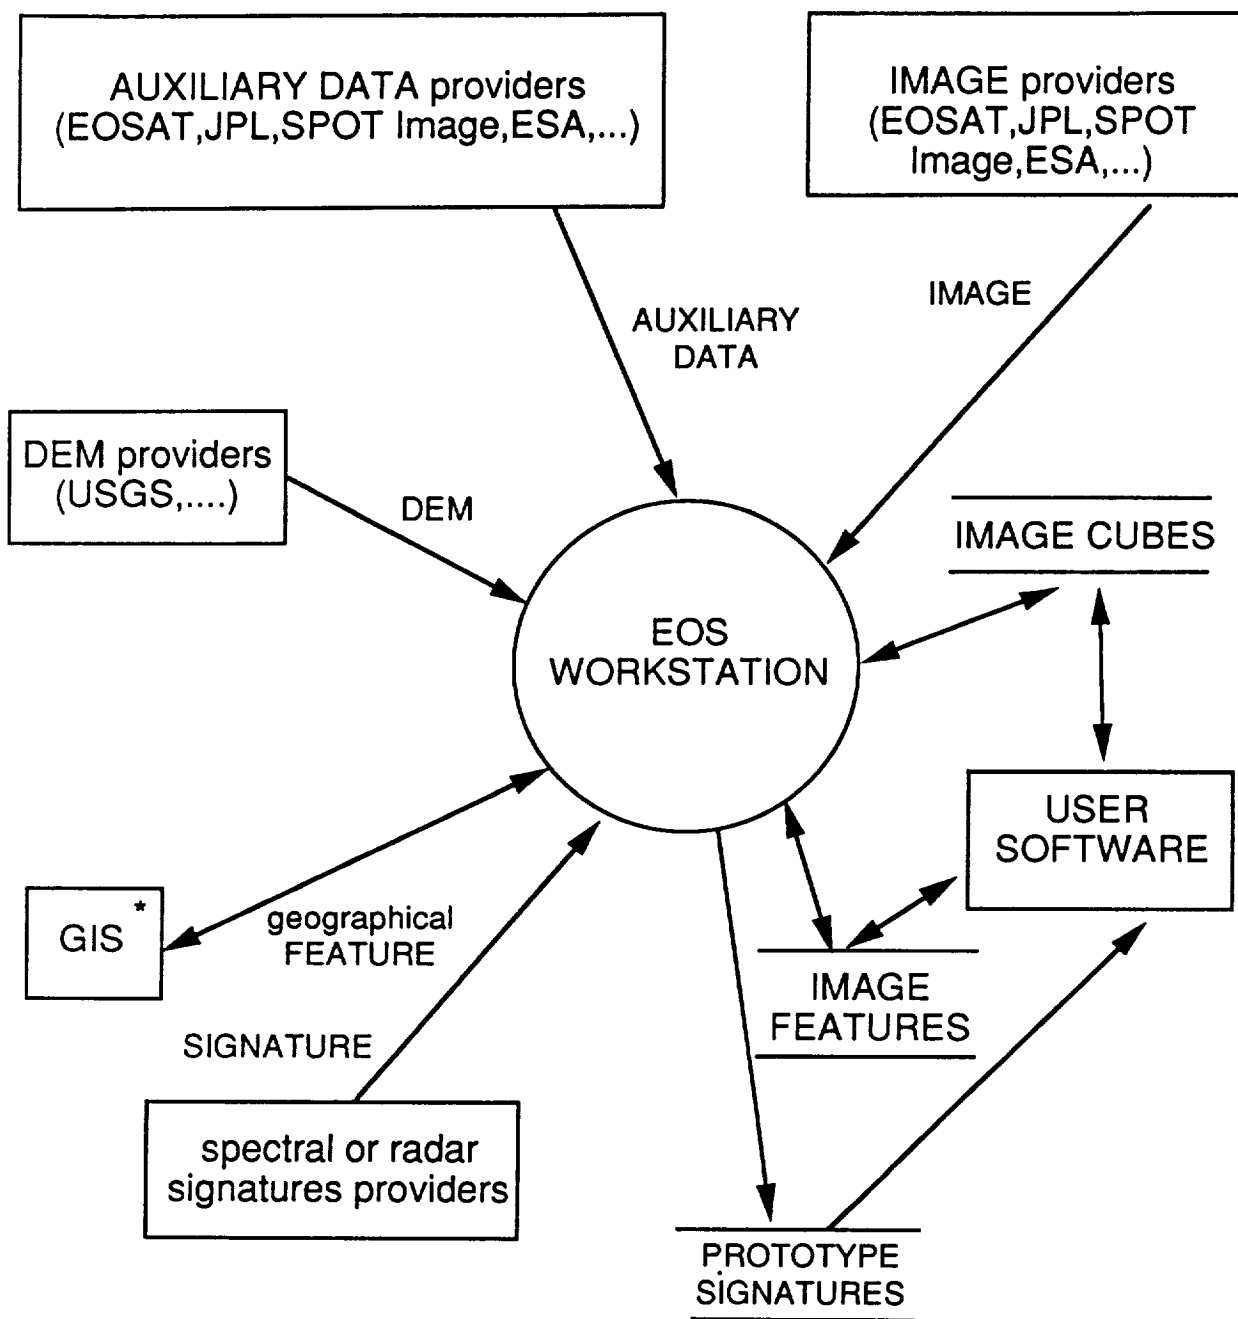 AUXILIARY DATA providers
(EOSAT,JPL,SPOT Image,ESA,...)
IMAGE providers
(EOSAT,JPL,SPOT
Image,ESA,...)
IMAGE
AUXILIARY
DATA
DEM providers
(USGS,....)
DEM
IMAGE CUBES
EOS
WORKSTATION
USER
SOFTWARE
GIS *
geographical
FEATURE
IMAGE
FEATURES
SIGNATURE
spectral or radar
signatures providers
PROTOTYPE
SIGNATURES